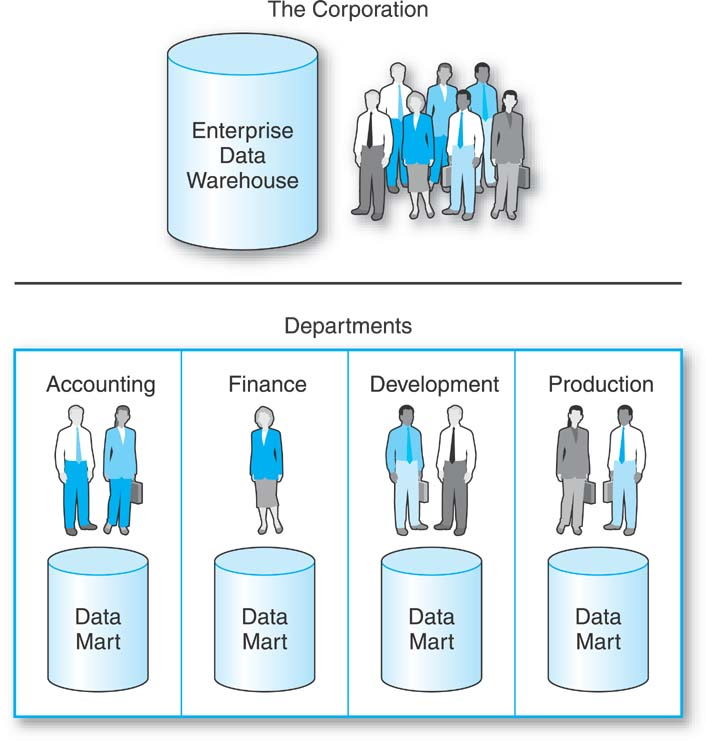 The Corporation
Enterprise
Data
Warehouse
Departments
Accounting
Finance
Development
Production
Data
Mart
Data
Mart
Data
Mart
Data
Mart